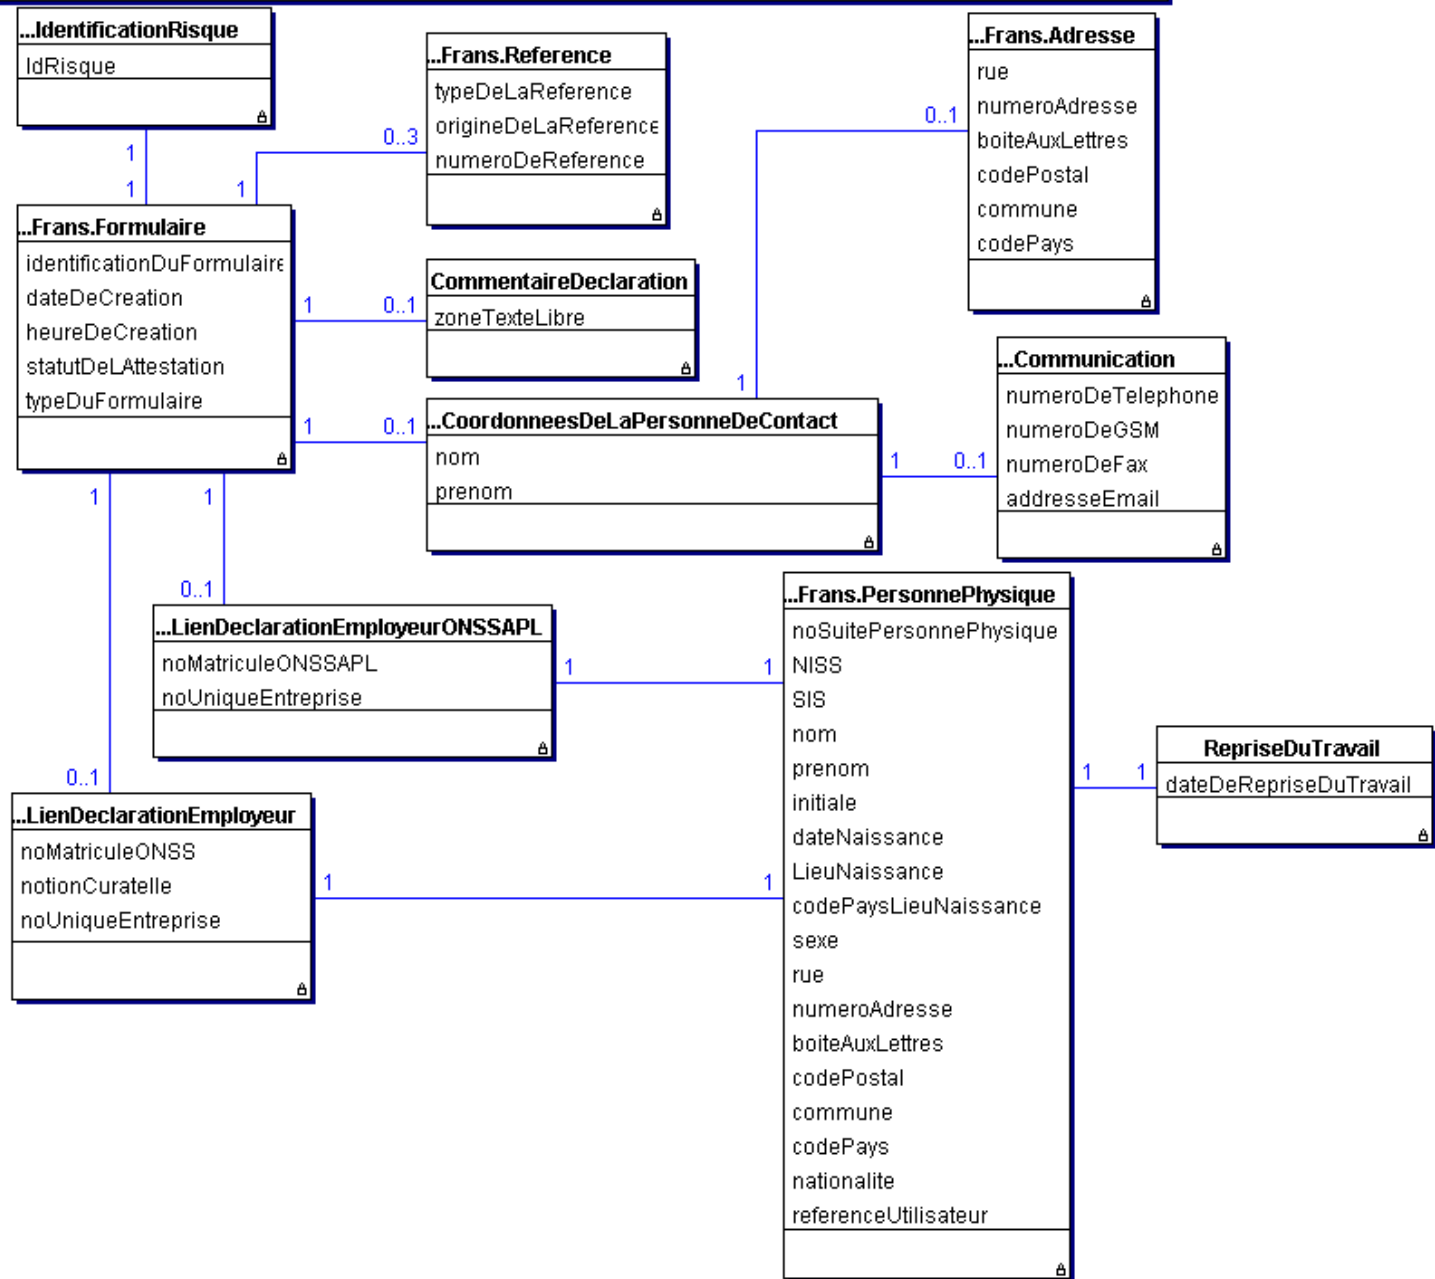 ...IdentificationRisque
IdRisque
1
1
...Frans.Reference
typeDeLaReference
origineDeLaReference
numeroDeReference
0..3
1
...Frans.Adresse
rue
numeroAdresse
boiteAuxLettres
codePostal
commune
codePays
0..1
1
...Frans.Formulaire
identificationDuFormulaire
dateDeCreation
heureDeCreation
statutDeLAttestation
typeDuFormulaire
1 0..1
CommentaireDeclaration
zoneTexteLibre
1 0..1
...CoordonneesDeLaPersonneDeContact
nom
prenom
1 0..1
...Communication
numeroDeTelephone
numeroDeGSM
numeroDeFax
addresseEmail
1 1
0..1
...LienDeclarationEmployeurONSSAPL
noMatriculeONSSAPL
noUniqueEntreprise
1 1
0..1
...LienDeclarationEmployeur
noMatriculeONSS
notionCuratelle
noUniqueEntreprise
1 1
...Frans.PersonnePhysique
noSuitePersonnePhysique
NISS
SIS
nom
prenom
initiale
dateNaissance
LieuNaissance
codePaysLieuNaissance
sexe
rue
numeroAdresse
boiteAuxLettres
codePostal
commune
codePays
nationalite
referenceUtilisateur
1 1
RepriseDuTravail
dateDeRepriseDuTravail